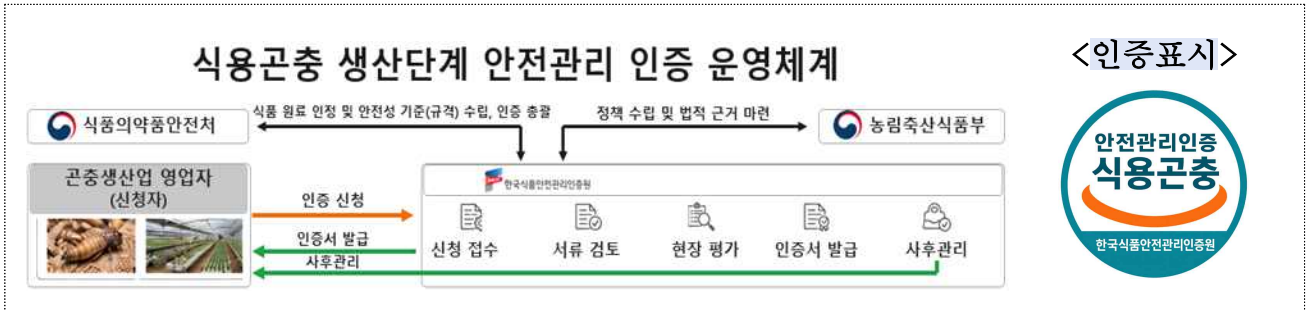 식용곤충 생산단계 안전관리 인증 운영체계
<인증표시>
식품의약품안전처
식품 원료 인정 및 안전성 기준(규격) 수립, 인증 총괄
정책 수립 및 법적 근거 마련
농림축산식품부
곤충생산업 영업자
(신청자)
인증 신청
인증서 발급
사후관리
한국식품안전관리인증원
신청 접수
서류 검토
현장 평가
인증서 발급
사후관리
안전관리인증
식용곤충
한국식품안전관리인증원